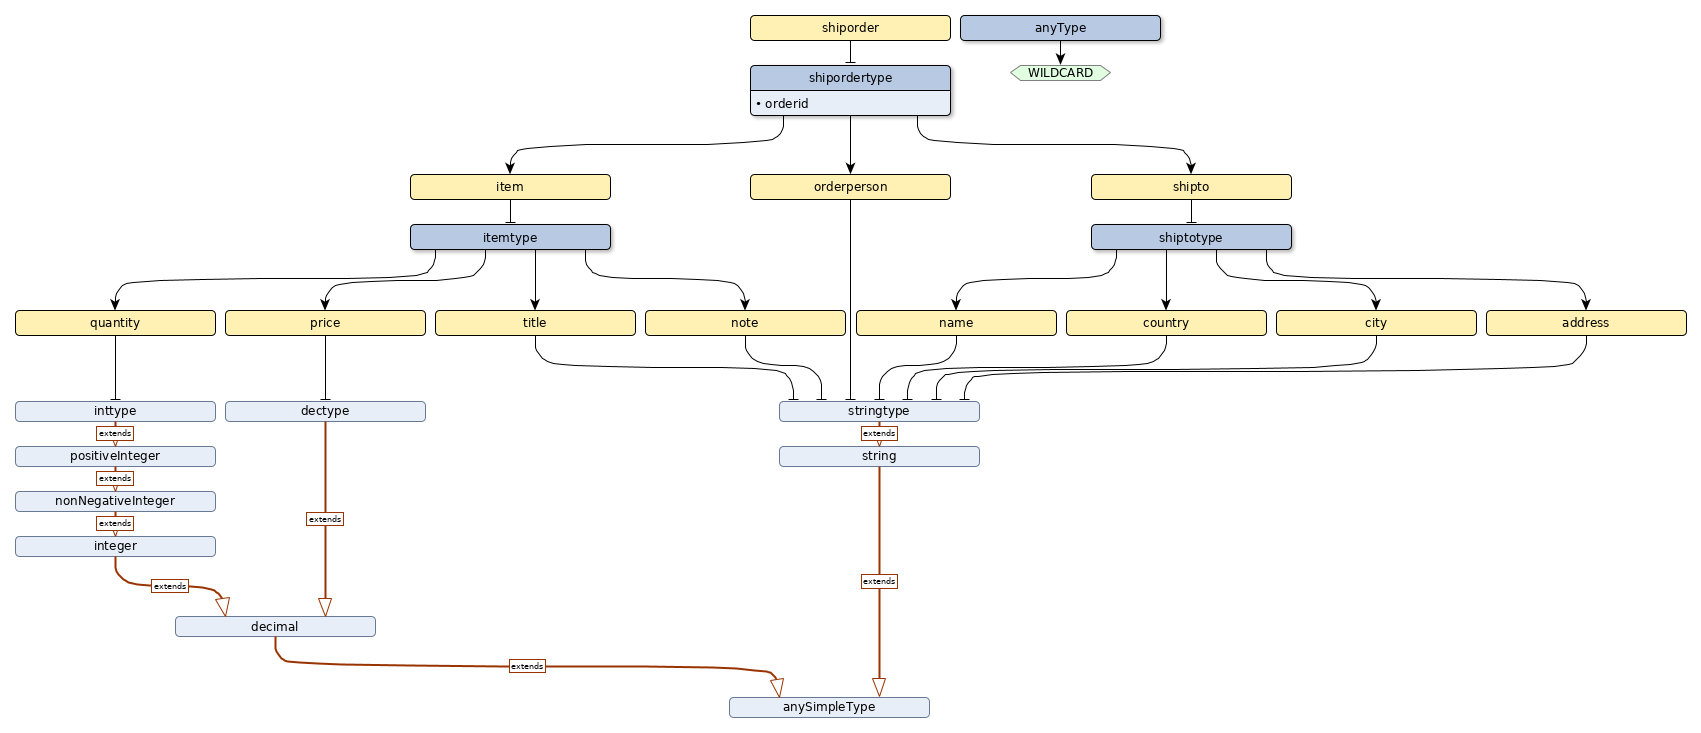 shiporder
anyType
WILDCARD
shipordertype
• orderid
item
orderperson
shipto
itemtype
shiptotype
quantity
price
title
note
name
country
city
address
inttype
dectype
stringtype
extends
extends
positiveInteger
string
extends
nonNegativeInteger
extends
extends
integer
extends
extends
decimal
extends
anySimpleType